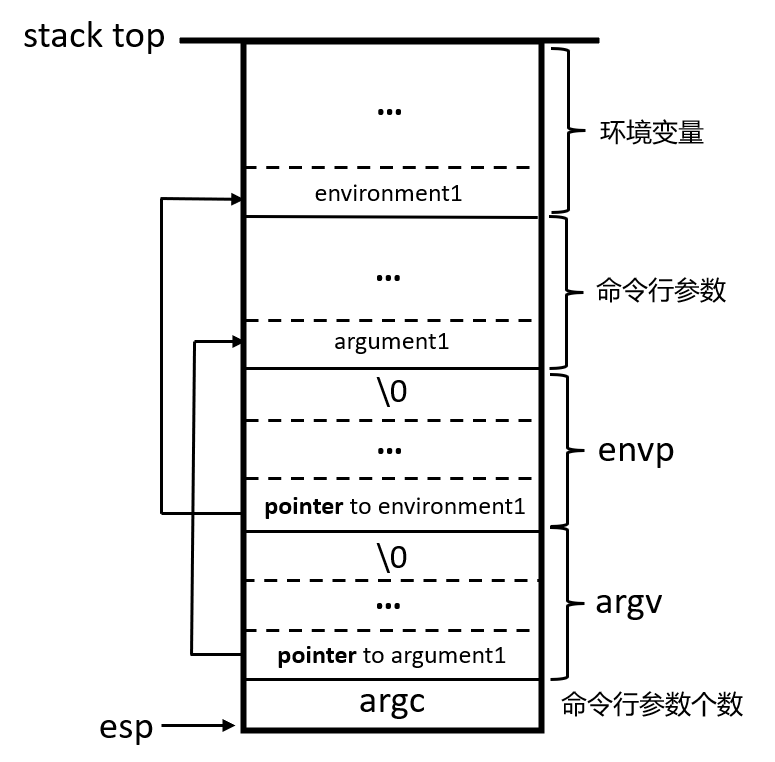 stack top
...
环境变量
environment1
...
命令行参数
argument1
\0
...
envp
pointer to environment1
\0
...
argv
pointer to argument1
argc
命令行参数个数
esp